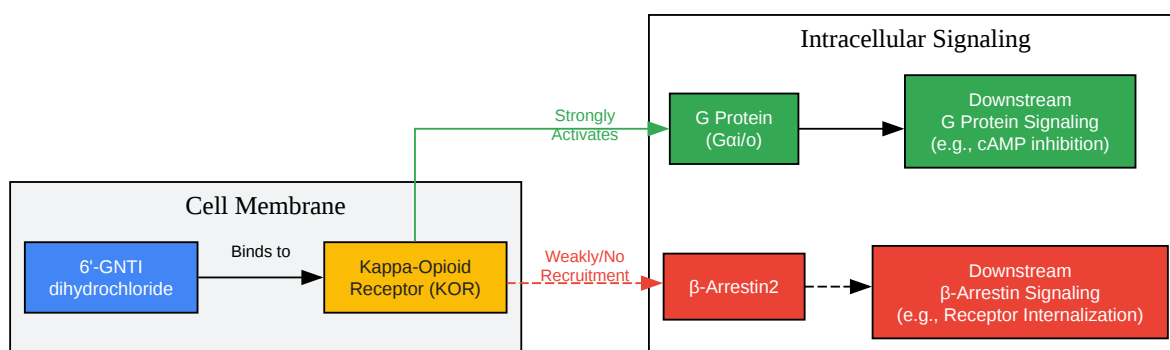 Intracellular Signaling
Strongly
Activates
G Protein
(Gαi/o)
Downstream
G Protein Signaling
(e.g., cAMP inhibition)
Cell Membrane
6'-GNTI
dihydrochloride
Binds to
Kappa-Opioid
Receptor (KOR)
Weakly/No
Recruitment
β-Arrestin2
Downstream
β-Arrestin Signaling
(e.g., Receptor Internalization)